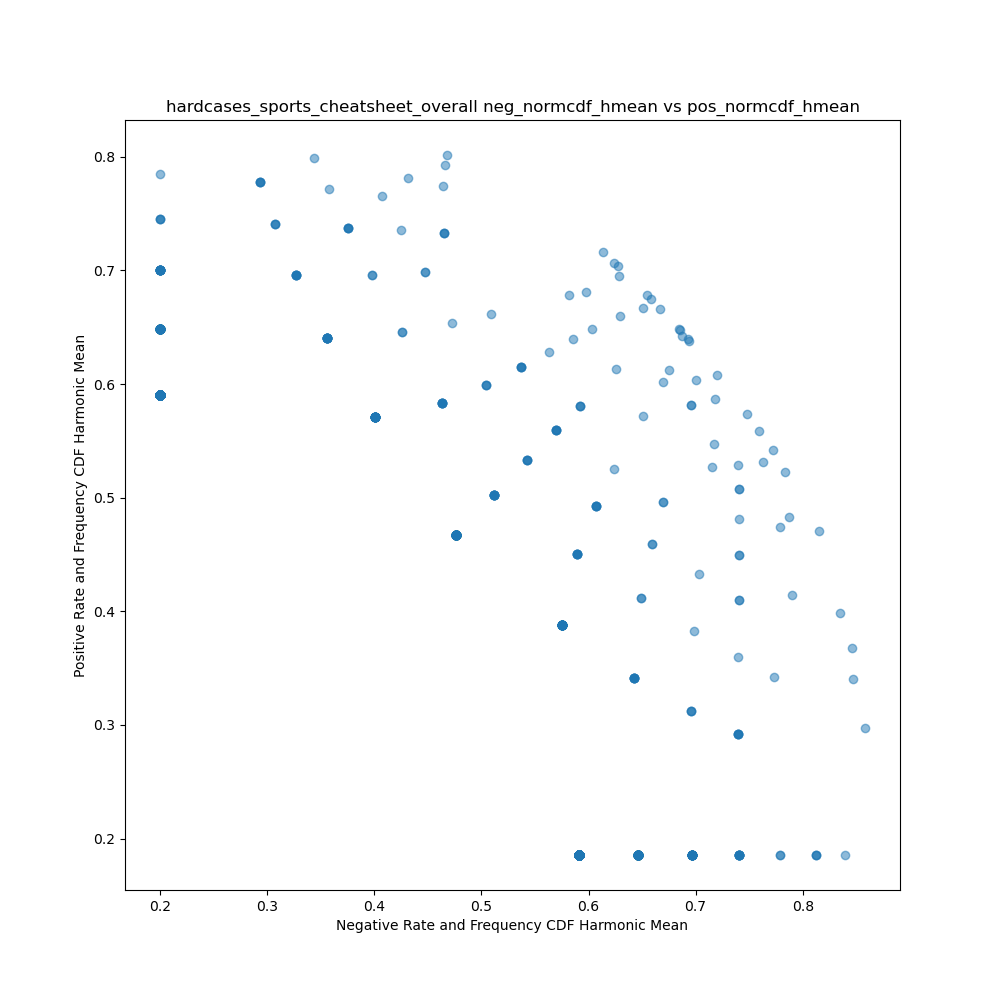 hardcases_sports_cheatsheet_overall neg_normcdf_hmean vs pos_normcdf_hmean
Positive Rate and Frequency CDF Harmonic Mean
0.8
0.7
0.6
0.5
0.4
0.3
0.2
0.2 0.3 0.4 0.5 0.6 0.7 0.8
Negative Rate and Frequency CDF Harmonic Mean